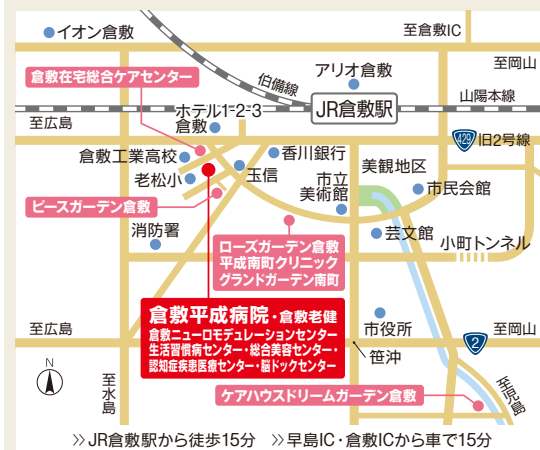 イオン倉敷
至倉敷IC
至岡山
倉敷在宅総合ケアセンター
伯備線
アリオ倉敷
JR倉敷駅
山陽本線
ホテル1-2-3
倉敷
至広島
429
旧2号線
倉敷工業高校
香川銀行
美観地区
老松小
玉信
市立
美術館
市民会館
ピースガーデン倉敷
消防署
ローズガーデン倉敷
平成南町クリニック
グランドガーデン南町
芸文館
小町トンネル
倉敷平成病院・倉敷老健
倉敷ニューロモデュレーションセンター
生活習慣病センター・総合美容センター・
認知症疾患医療センター・脳ドックセンター
至広島
市役所
2
至岡山
笹沖
N
至水島
ケアハウスドリームガーデン倉敷
至児島
≫JR倉敷駅から徒歩15分 ≫早島IC・倉敷ICから車で15分